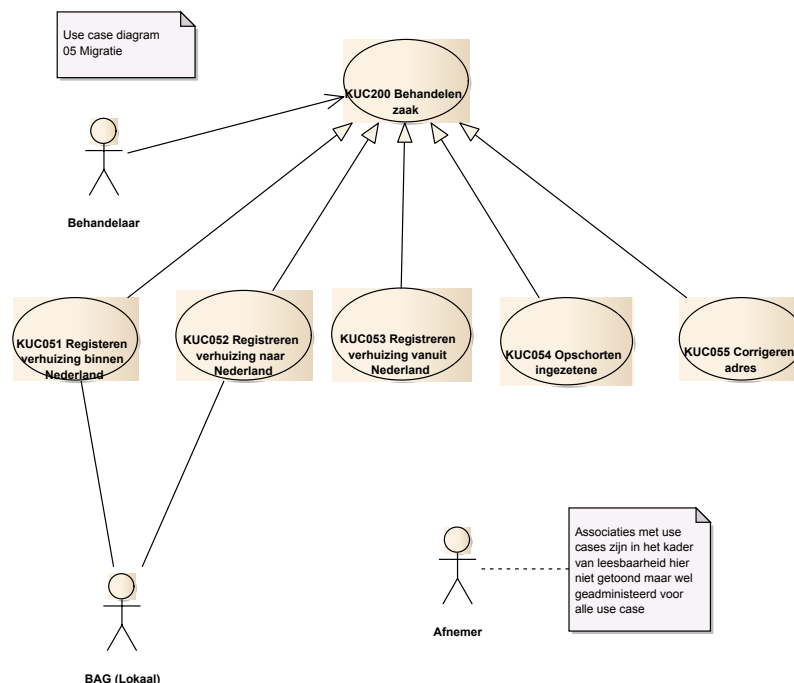 Use case diagram
05 Migratie
KUC200 Behandelen
zaak
Behandelaar
KUC051 Registeren
verhuizing binnen
Nederland
KUC052 Registreren
verhuizing naar
Nederland
KUC053 Registreren
verhuizing vanuit
Nederland
KUC054 Opschorten
ingezetene
KUC055 Corrigeren
adres
Associaties met use
cases zijn in het kader
van leesbaarheid hier
niet getoond maar wel
geadministeerd voor
alle use case
Afnemer
BAG (Lokaal)